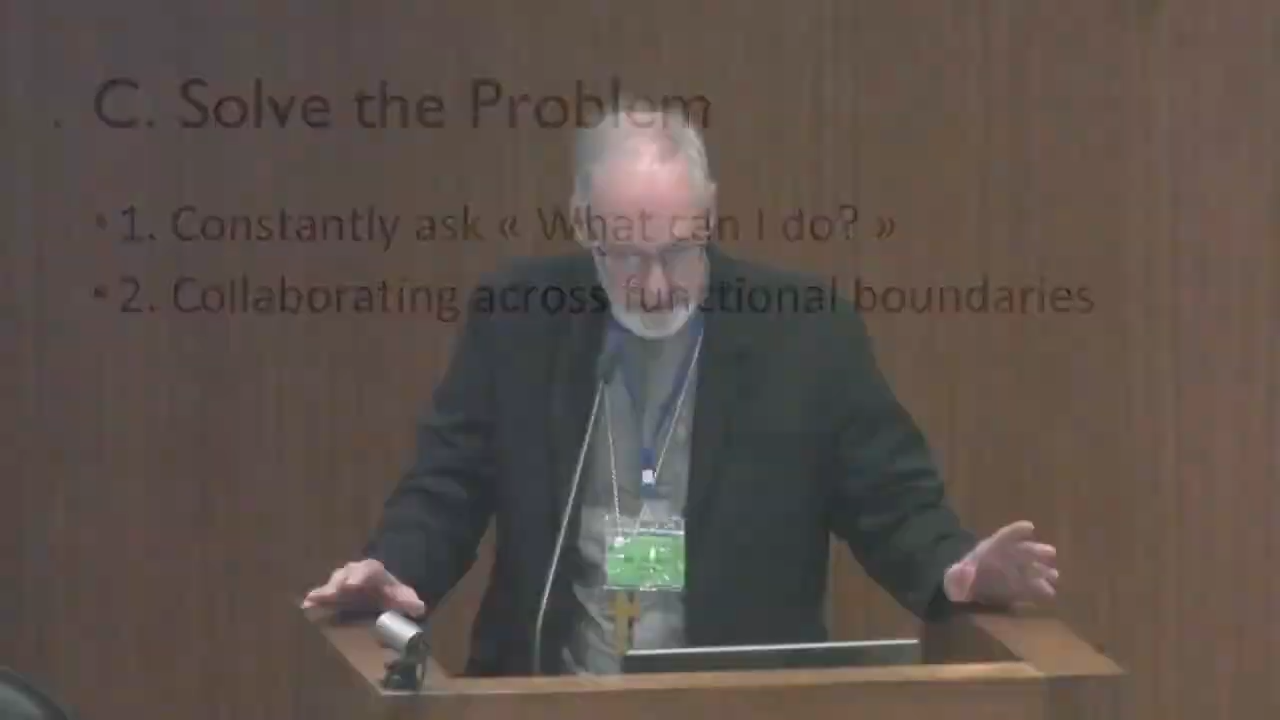 C. Solve the Problem
• 1. Constantly ask « What can I do? »
• 2. Collaborating across functional boundaries